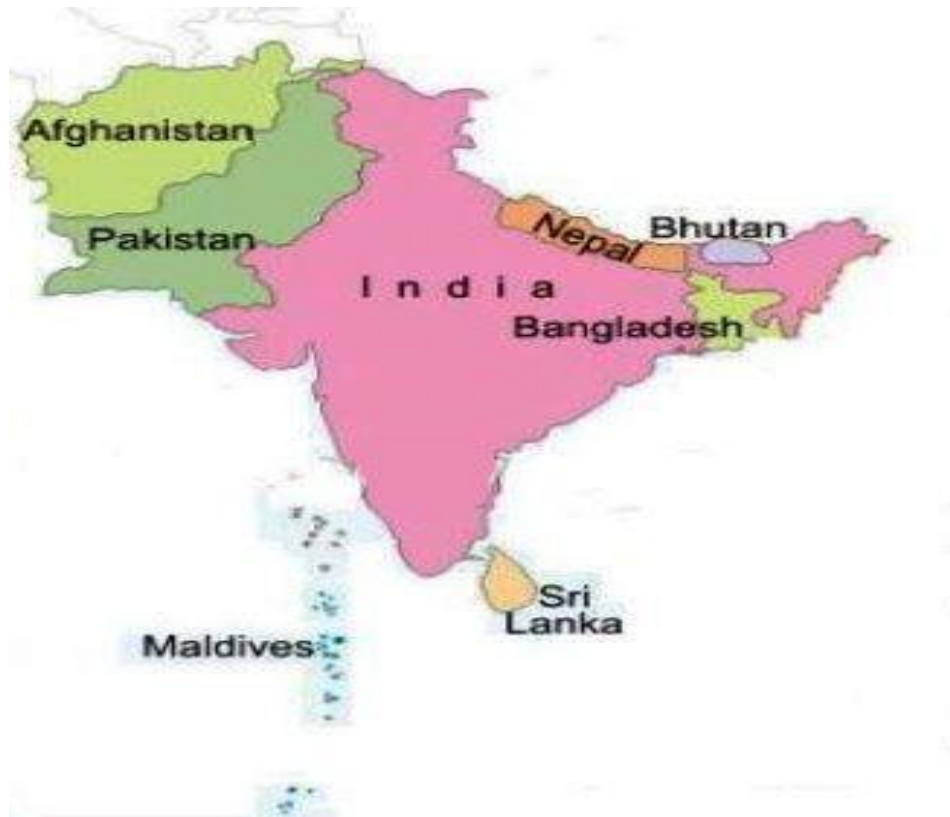 Afghanistan
Pakistan
Nepal
Bhutan
I n d i a
Bangladesh
Sri
Lanka
Maldives